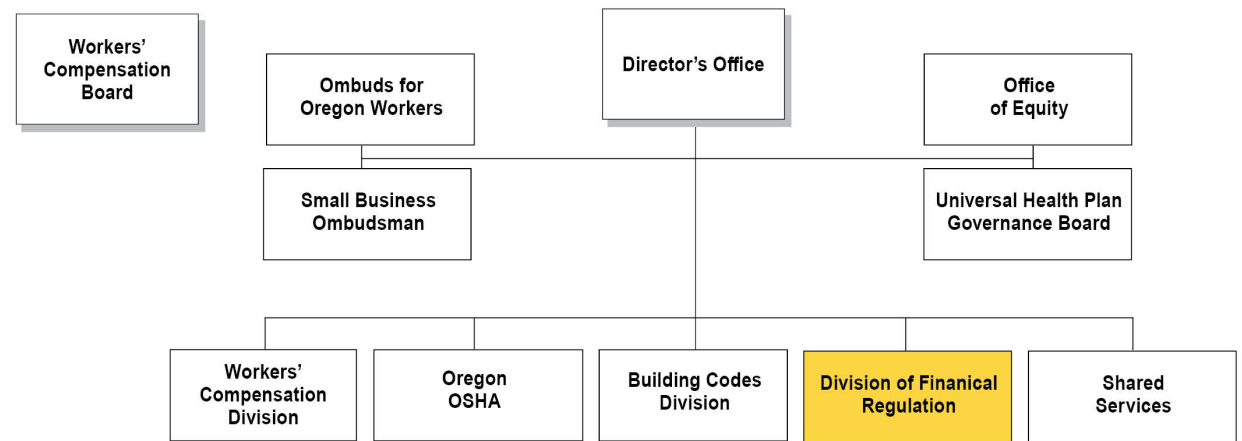 Workers’
Compensation
Board
Ombuds for
Oregon Workers
Director’s Office
Office
of Equity
Small Business
Ombudsman
Universal Health Plan
Governance Board
Workers’
Compensation
Division
Oregon
OSHA
Building Codes
Division
Division of Finanical
Regulation
Shared
Services